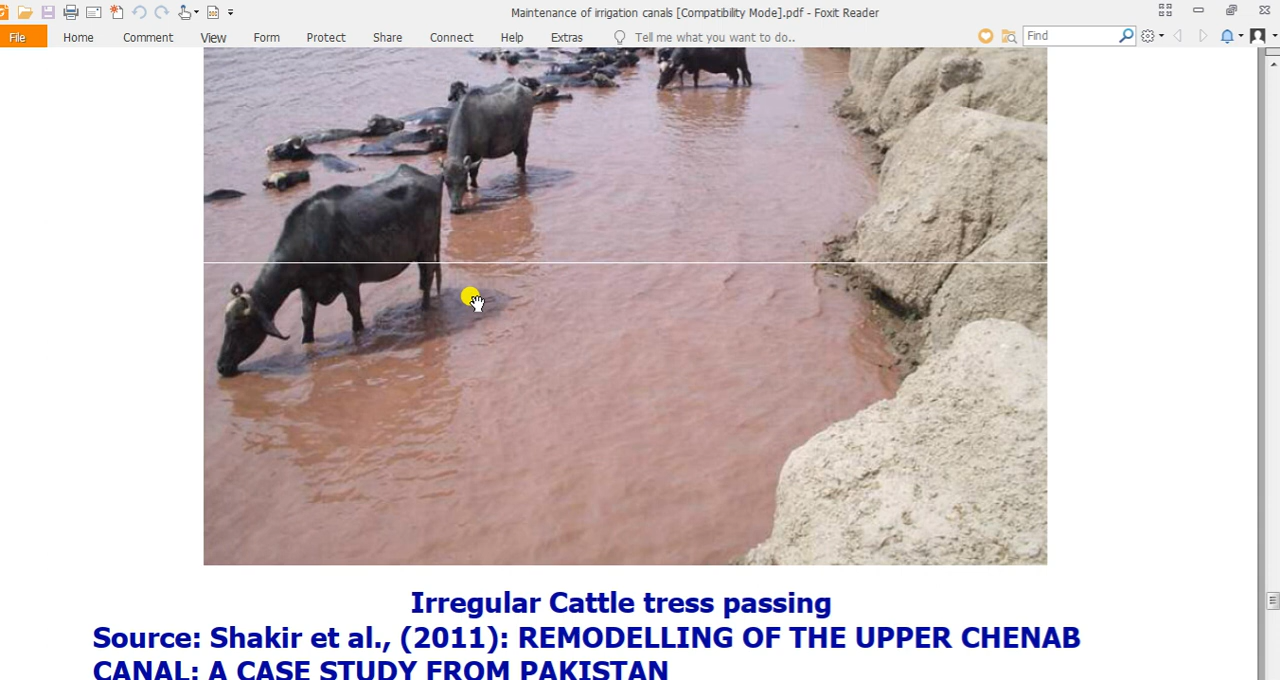 Maintenance of irrigation canals [Compatibility Mode].pdf - Foxit Reader
File Home Comment View Form Protect Share Connect Help Extras Tell me what you want to do.. Find
Irregular Cattle tress passing
Source: Shakir et al., (2011): REMODELLING OF THE UPPER CHENAB
CANAL: A CASE STUDY FROM PAKISTAN